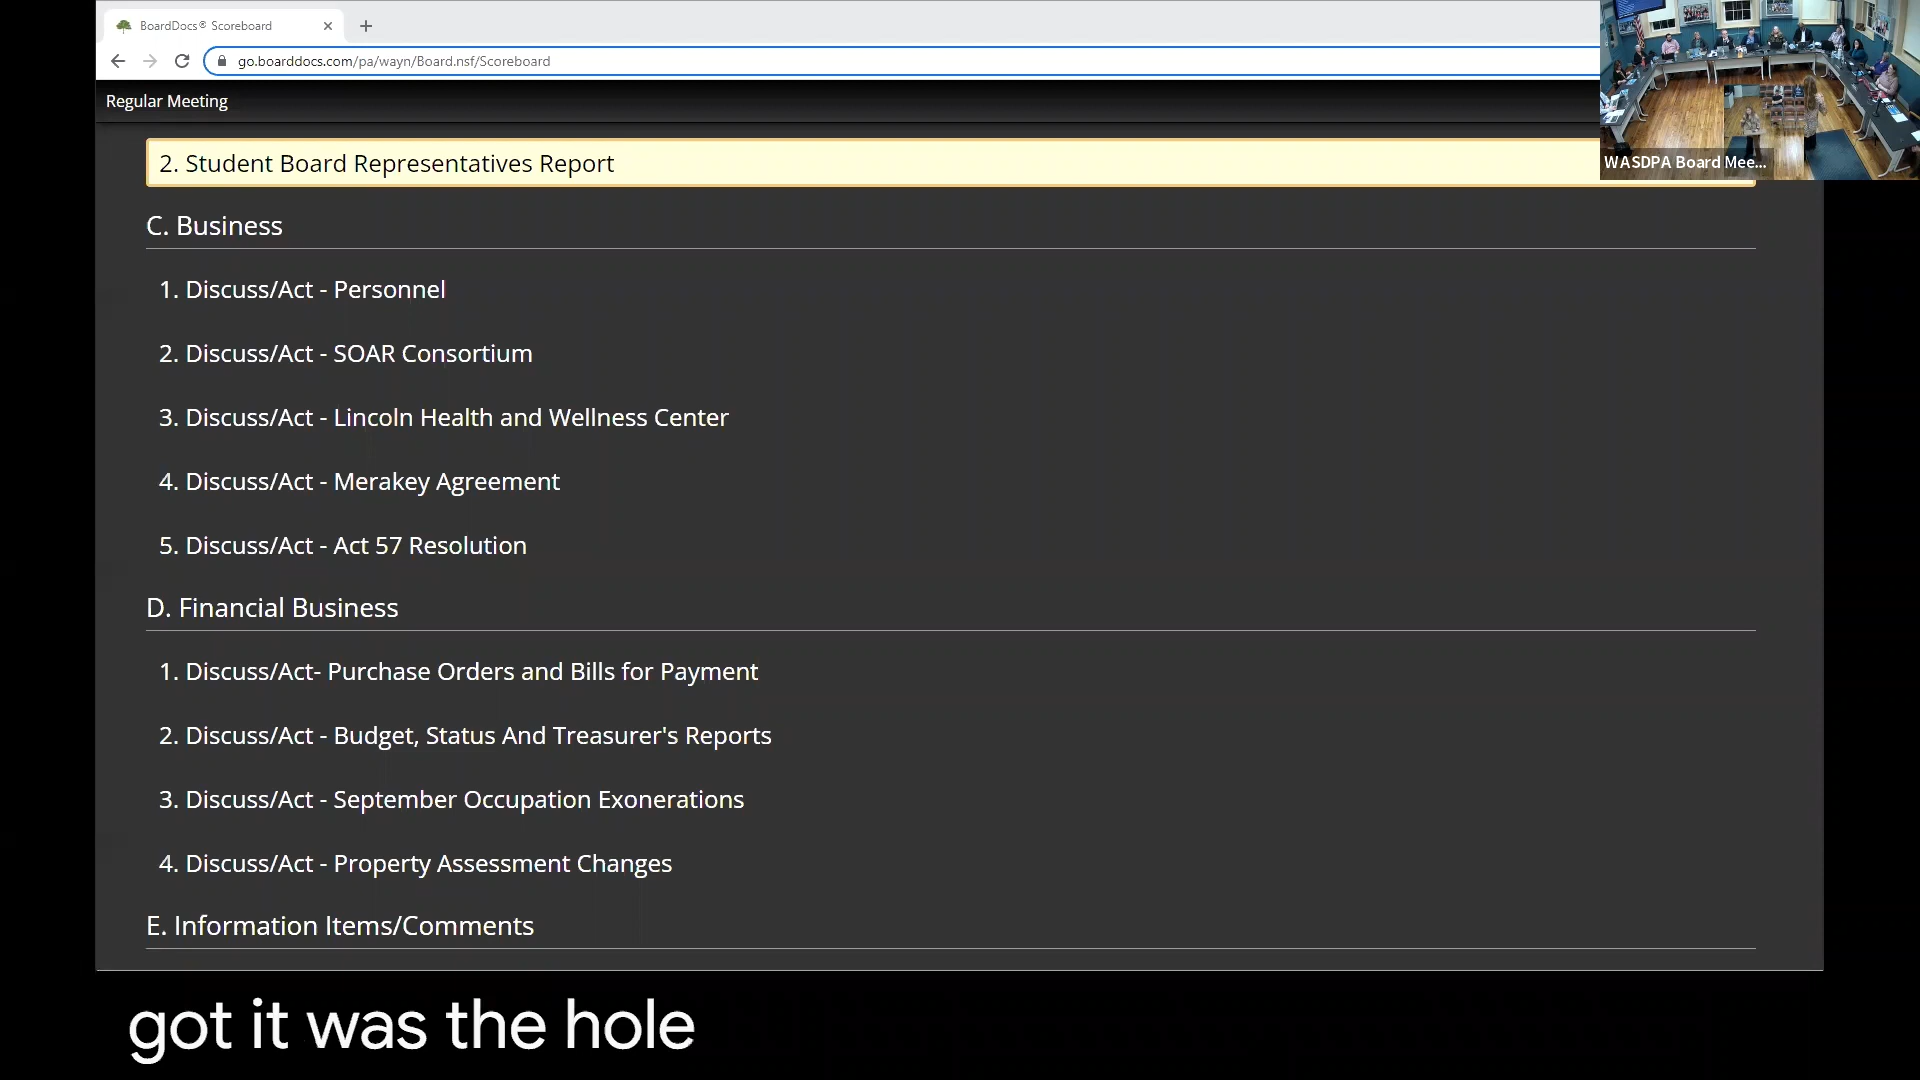 BoardDocs® Scoreboard
go.boarddocs.com/pa/wayn/Board.nsf/Scoreboard
Regular Meeting
WASDPA Board Mee...
2. Student Board Representatives Report
C. Business
1. Discuss/Act - Personnel
2. Discuss/Act - SOAR Consortium
3. Discuss/Act - Lincoln Health and Wellness Center
4. Discuss/Act - Merakey Agreement
5. Discuss/Act - Act 57 Resolution
D. Financial Business
1. Discuss/Act- Purchase Orders and Bills for Payment
2. Discuss/Act - Budget, Status And Treasurer's Reports
3. Discuss/Act - September Occupation Exonerations
4. Discuss/Act - Property Assessment Changes
E. Information Items/Comments
got it was the hole